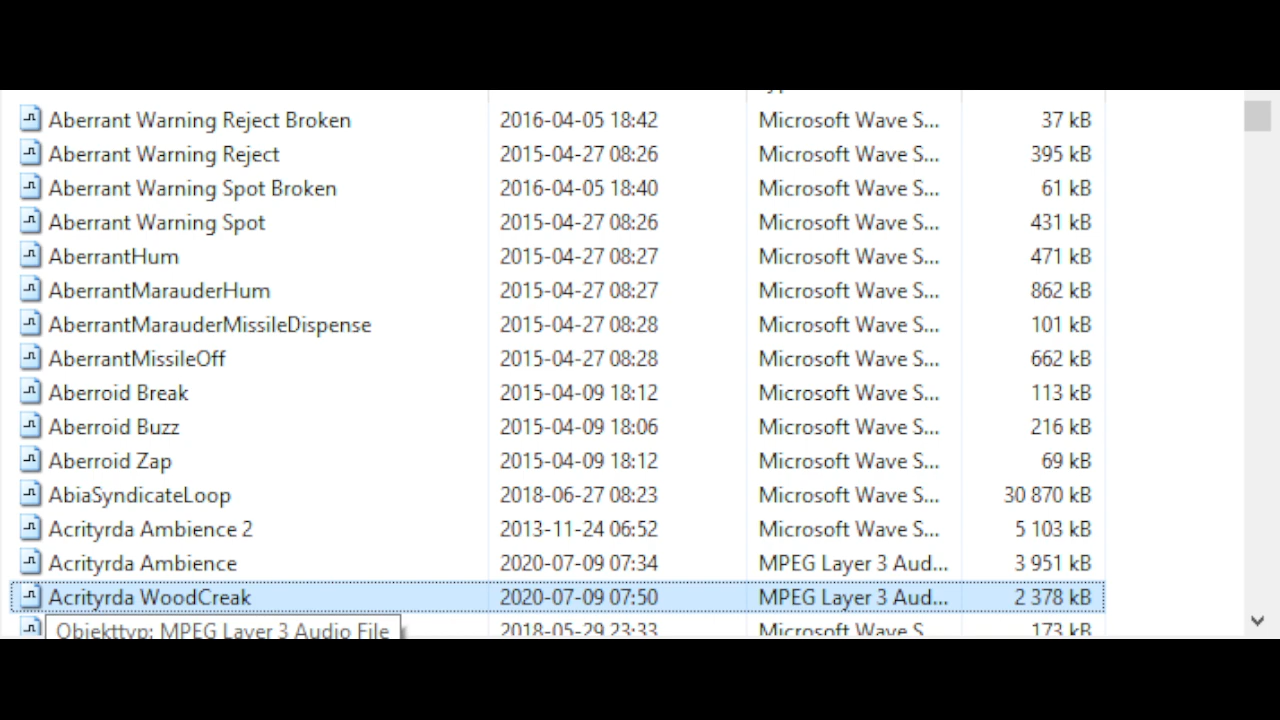 Aberrant Warning Reject Broken 2016-04-05 18:42 Microsoft Wave S... 37 kB
Aberrant Warning Reject 2015-04-27 08:26 Microsoft Wave S... 395 kB
Aberrant Warning Spot Broken 2016-04-05 18:40 Microsoft Wave S... 61 kB
Aberrant Warning Spot 2015-04-27 08:26 Microsoft Wave S... 431 kB
AberrantHum 2015-04-27 08:27 Microsoft Wave S... 471 kB
AberrantMarauderHum 2015-04-27 08:27 Microsoft Wave S... 862 kB
AberrantMarauderMissileDispense 2015-04-27 08:28 Microsoft Wave S... 101 kB
AberrantMissileOff 2015-04-27 08:28 Microsoft Wave S... 662 kB
Aberroid Break 2015-04-09 18:12 Microsoft Wave S... 113 kB
Aberroid Buzz 2015-04-09 18:06 Microsoft Wave S... 216 kB
Aberroid Zap 2015-04-09 18:12 Microsoft Wave S... 69 kB
AbiaSyndicateLoop 2018-06-27 08:23 Microsoft Wave S... 30 870 kB
Acrityrda Ambience 2 2013-11-24 06:52 Microsoft Wave S... 5 103 kB
Acrityrda Ambience 2020-07-09 07:34 MPEG Layer 3 Aud... 3 951 kB
Acrityrda WoodCreak 2020-07-09 07:50 MPEG Layer 3 Aud... 2 378 kB
Objekttyp: MPEG Layer 3 Audio File 2018-05-29 23:33 Microsoft Wave S 173 kB